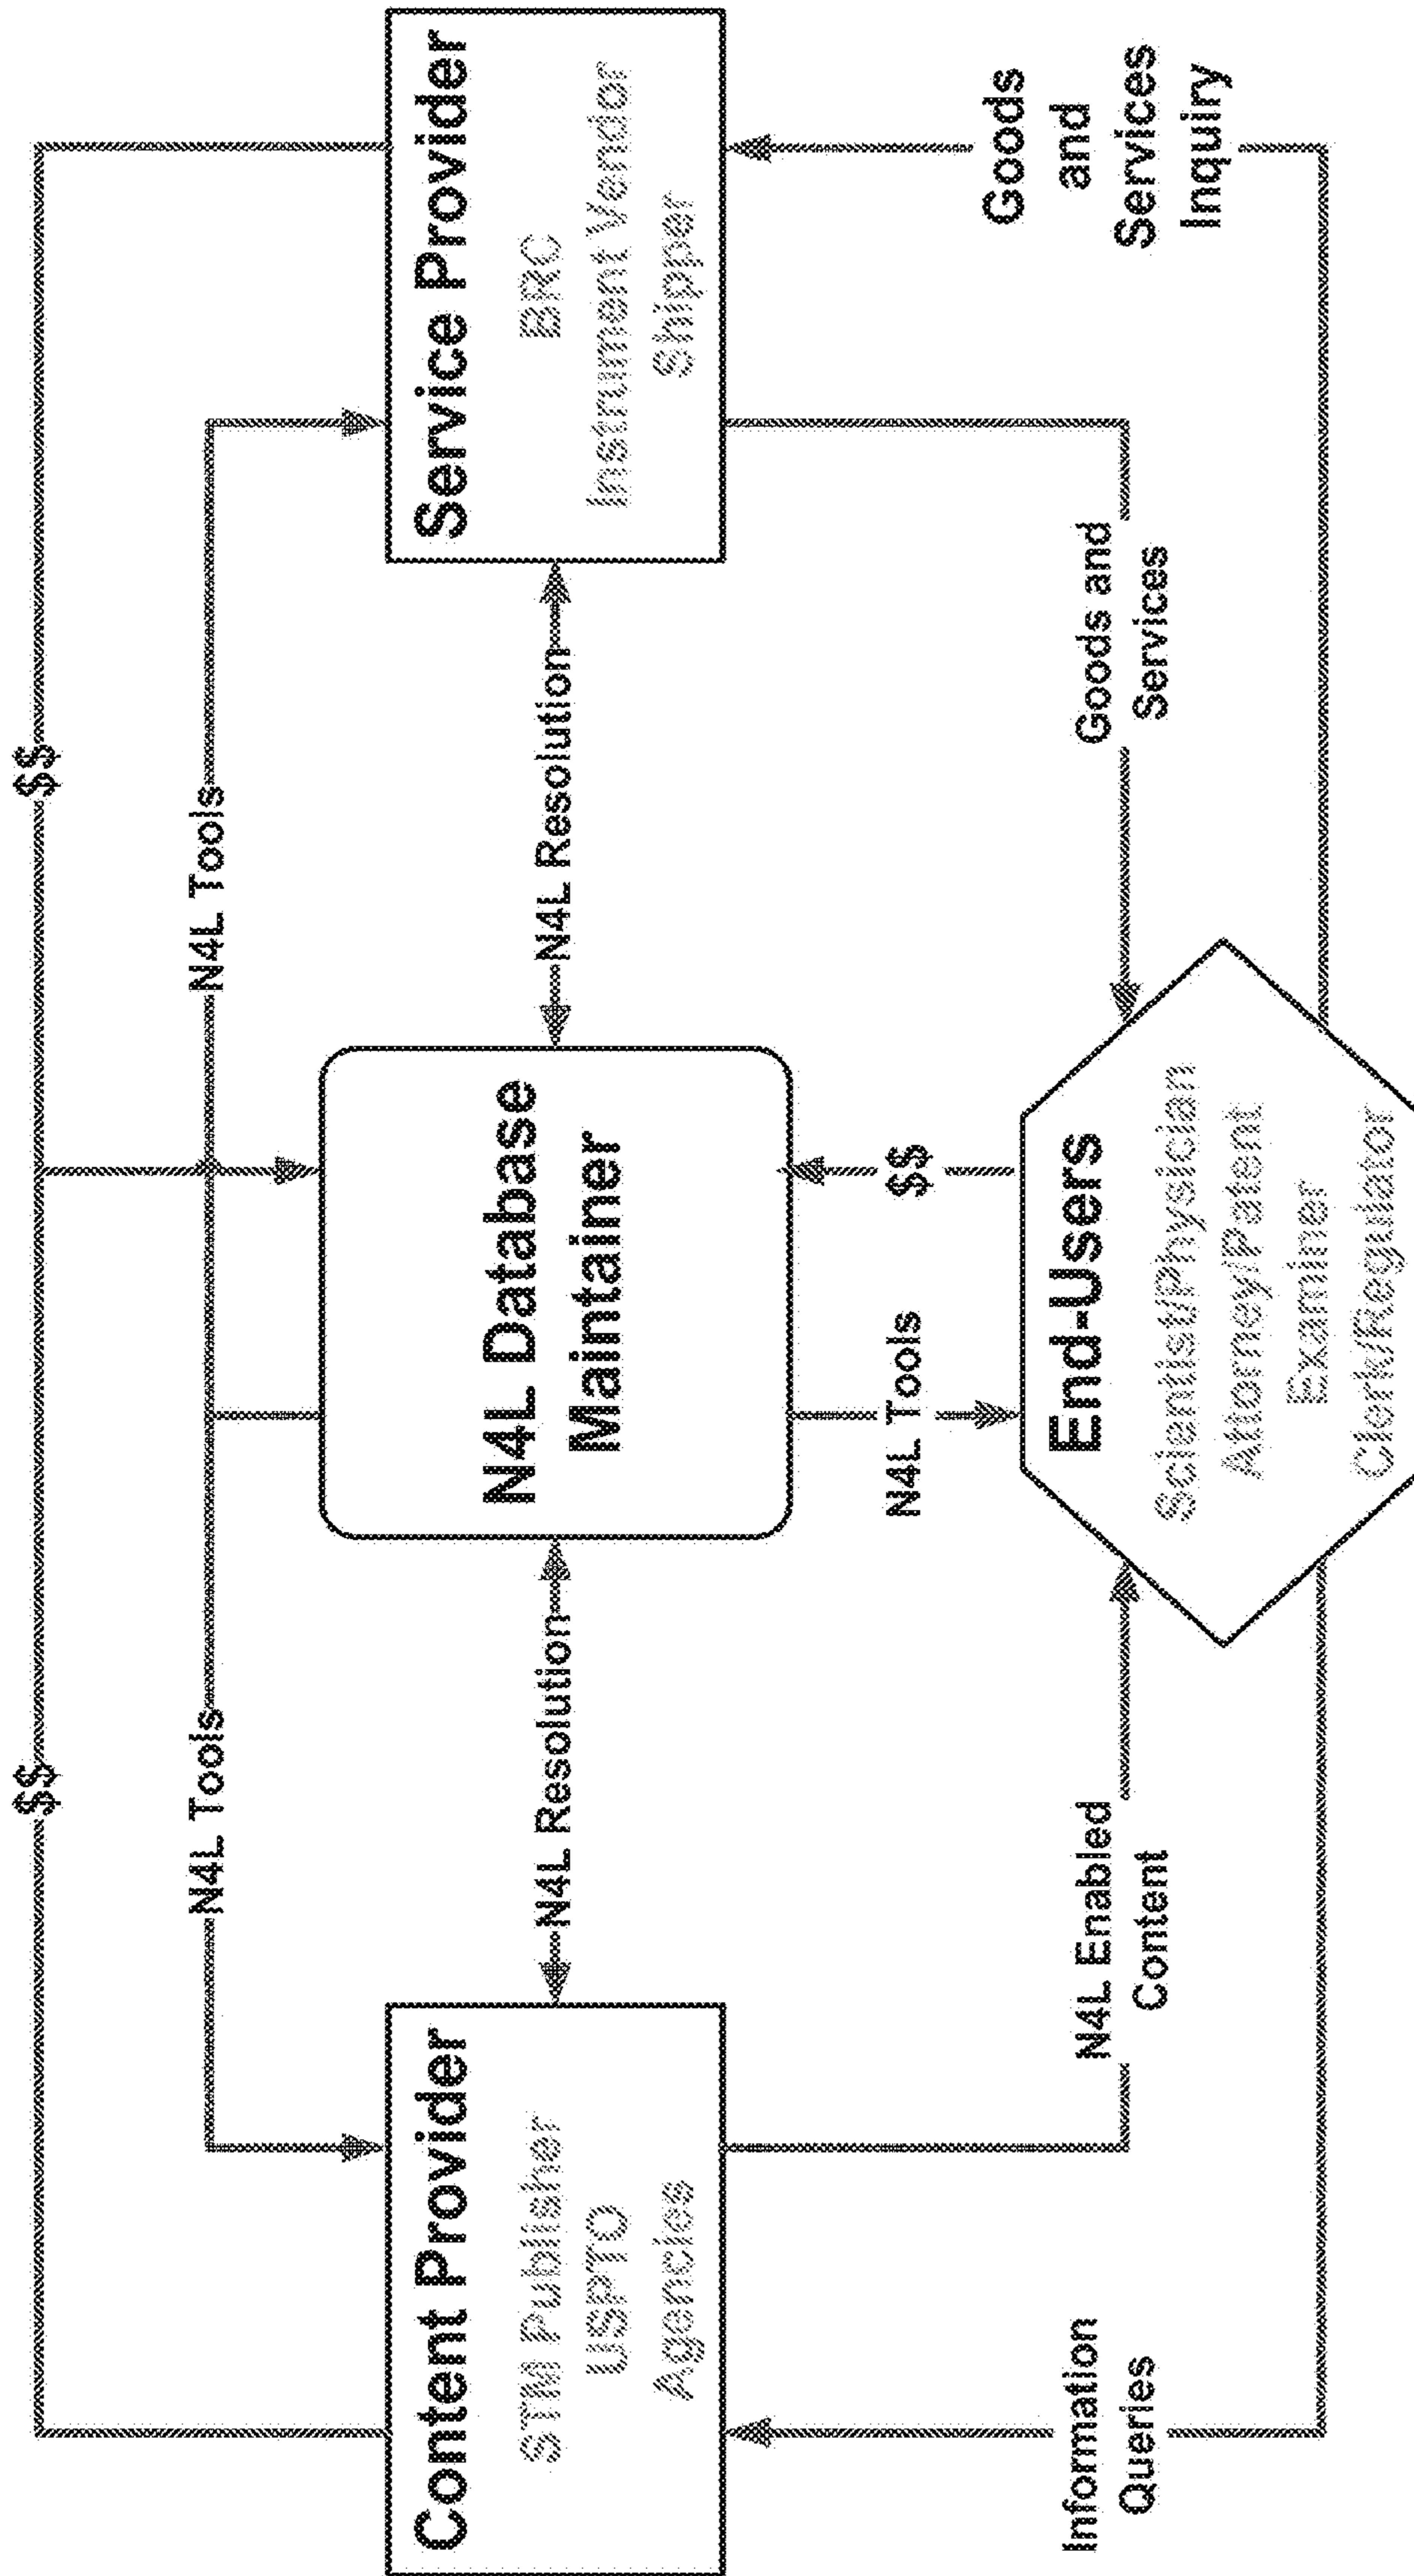 $$
$$
N4L Tools
N4L Tools
Content Provider
STM Publisher
USPTO
Agencies
N4L Resolution
N4L Database
Maintainer
N4L Resolution
Service Provider
BRC
Instrument Vendor
Shipper
N4L Tools
$$
Information
Queries
N4L Enabled
Content
End-Users
Scientist/Physician
Attorney/Patent
Examiner
Clerk/Regulator
Goods and
Services
Goods
and
Services
Inquiry